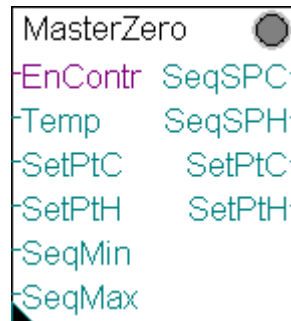 MasterZero
EnContr SeqSPC
Temp SeqSPH
SetPtC SetPtC
SetPtH SetPtH
SeqMin
SeqMax